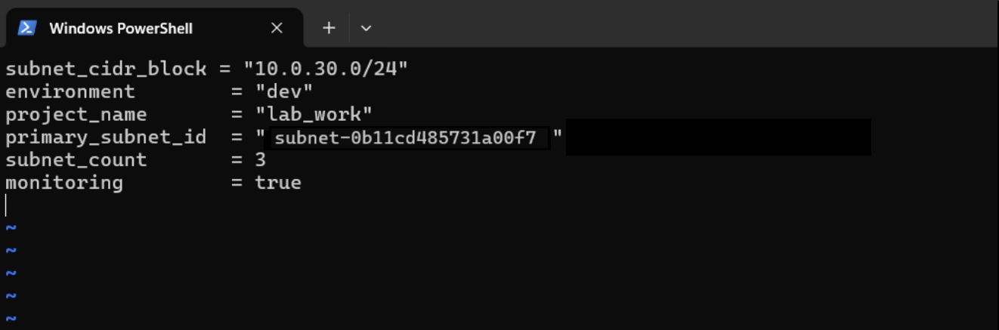 Windows PowerShell
subnet_cidr_block = "10.0.30.0/24"
environment        = "dev"
project_name       = "lab_work"
primary_subnet_id  = "subnet-0b11cd485731a00f7 "
subnet_count       = 3
monitoring         = true
~
~
~
~
~